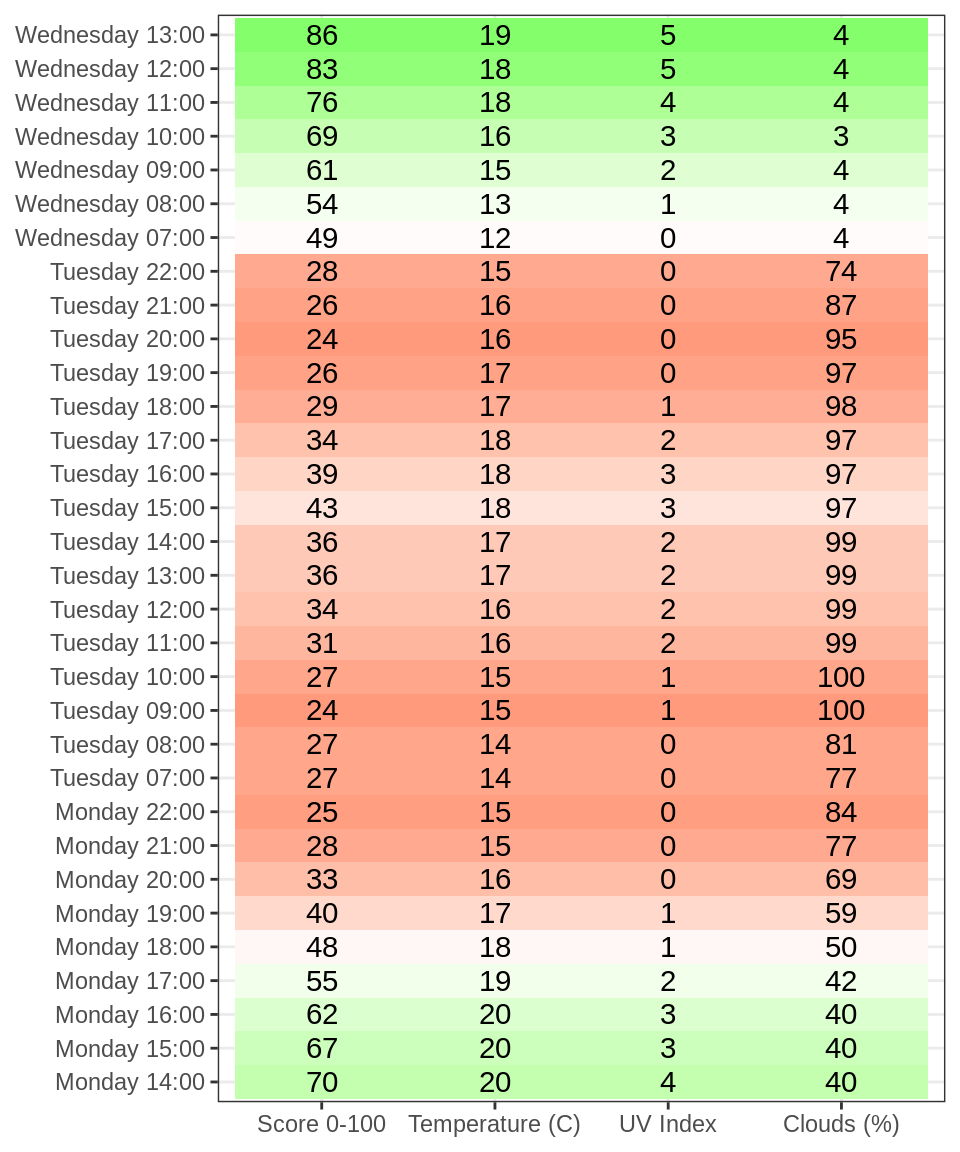 Wednesday 13:00 86 19 5 4
Wednesday 12:00 83 18 5 4
Wednesday 11:00 76 18 4 4
Wednesday 10:00 69 16 3 3
Wednesday 09:00 61 15 2 4
Wednesday 08:00 54 13 1 4
Wednesday 07:00 49 12 0 4
Tuesday 22:00 28 15 0 74
Tuesday 21:00 26 16 0 87
Tuesday 20:00 24 16 0 95
Tuesday 19:00 26 17 0 97
Tuesday 18:00 29 17 1 98
Tuesday 17:00 34 18 2 97
Tuesday 16:00 39 18 3 97
Tuesday 15:00 43 18 3 97
Tuesday 14:00 36 17 2 99
Tuesday 13:00 36 17 2 99
Tuesday 12:00 34 16 2 99
Tuesday 11:00 31 16 2 99
Tuesday 10:00 27 15 1 100
Tuesday 09:00 24 15 1 100
Tuesday 08:00 27 14 0 81
Tuesday 07:00 27 14 0 77
Monday 22:00 25 15 0 84
Monday 21:00 28 15 0 77
Monday 20:00 33 16 0 69
Monday 19:00 40 17 1 59
Monday 18:00 48 18 1 50
Monday 17:00 55 19 2 42
Monday 16:00 62 20 3 40
Monday 15:00 67 20 3 40
Monday 14:00 70 20 4 40
Score 0-100 Temperature (C) UV Index Clouds (%)